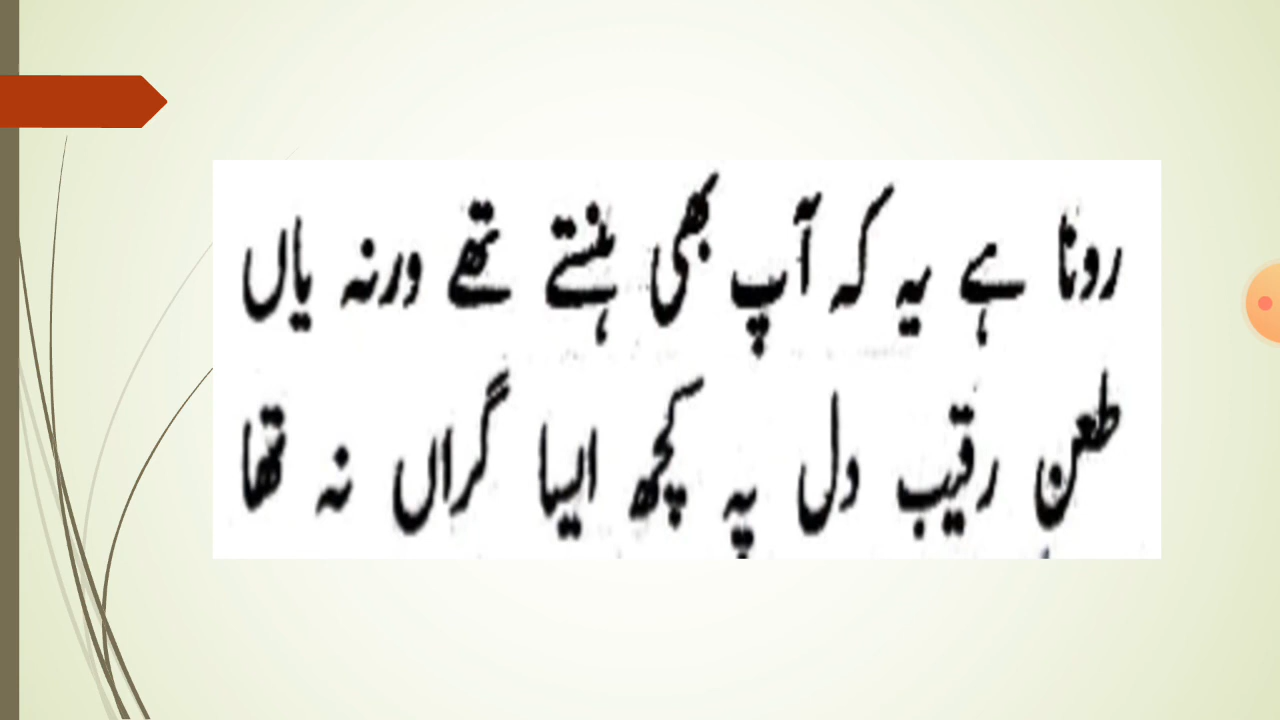 رونا ہے یہ کہ آپ بھی ہنستے تھے ورنہ یاں
طعن رقیب دل پہ کچھ ایسا گراں نہ تھا